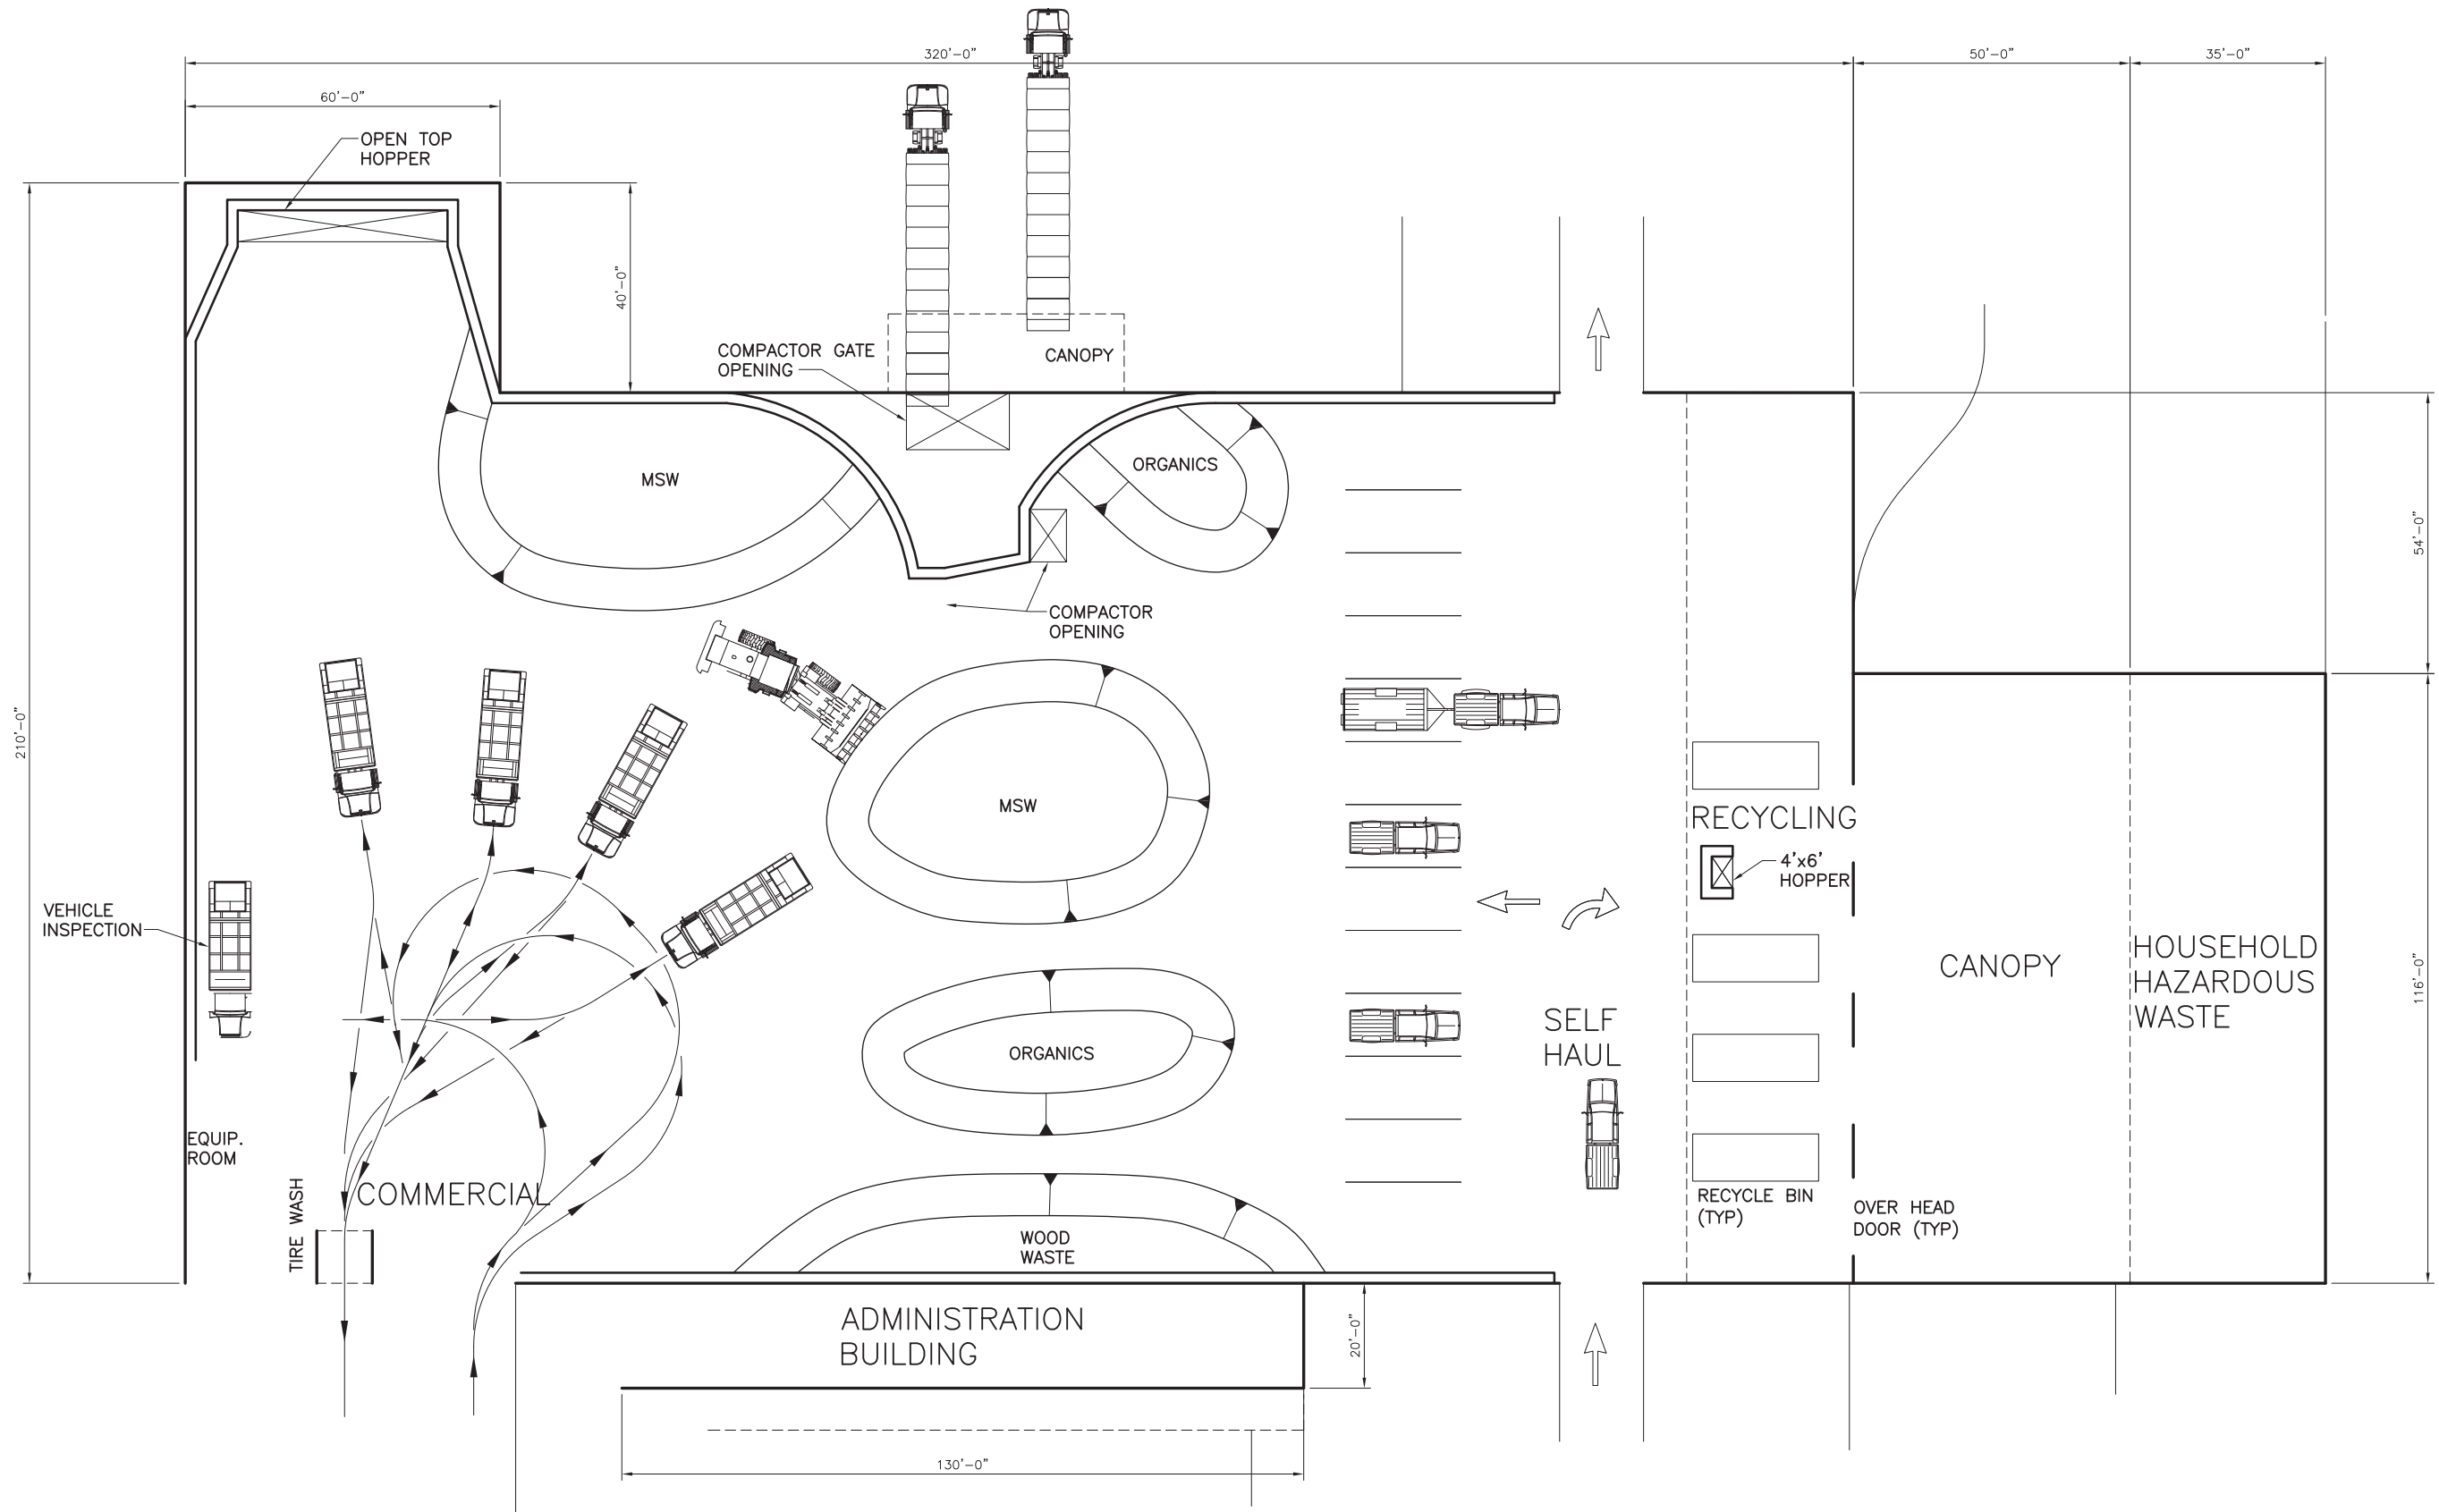 320'-0"
50'-0"
35'-0"
60'-0"
OPEN TOP
HOPPER
40'-0"
COMPACTOR GATE
OPENING
CANOPY
MSW
ORGANICS
54'-0"
COMPACTOR
OPENING
210'-0"
MSW
RECYCLING
4'x6'
HOPPER
VEHICLE
INSPECTION
CANOPY
HOUSEHOLD
HAZARDOUS
WASTE
116'-0"
SELF
HAUL
ORGANICS
EQUIP.
ROOM
TIRE WASH
COMMERCIAL
RECYCLE BIN
(TYP)
OVER HEAD
DOOR (TYP)
WOOD
WASTE
ADMINISTRATION
BUILDING
20'-0"
130'-0"